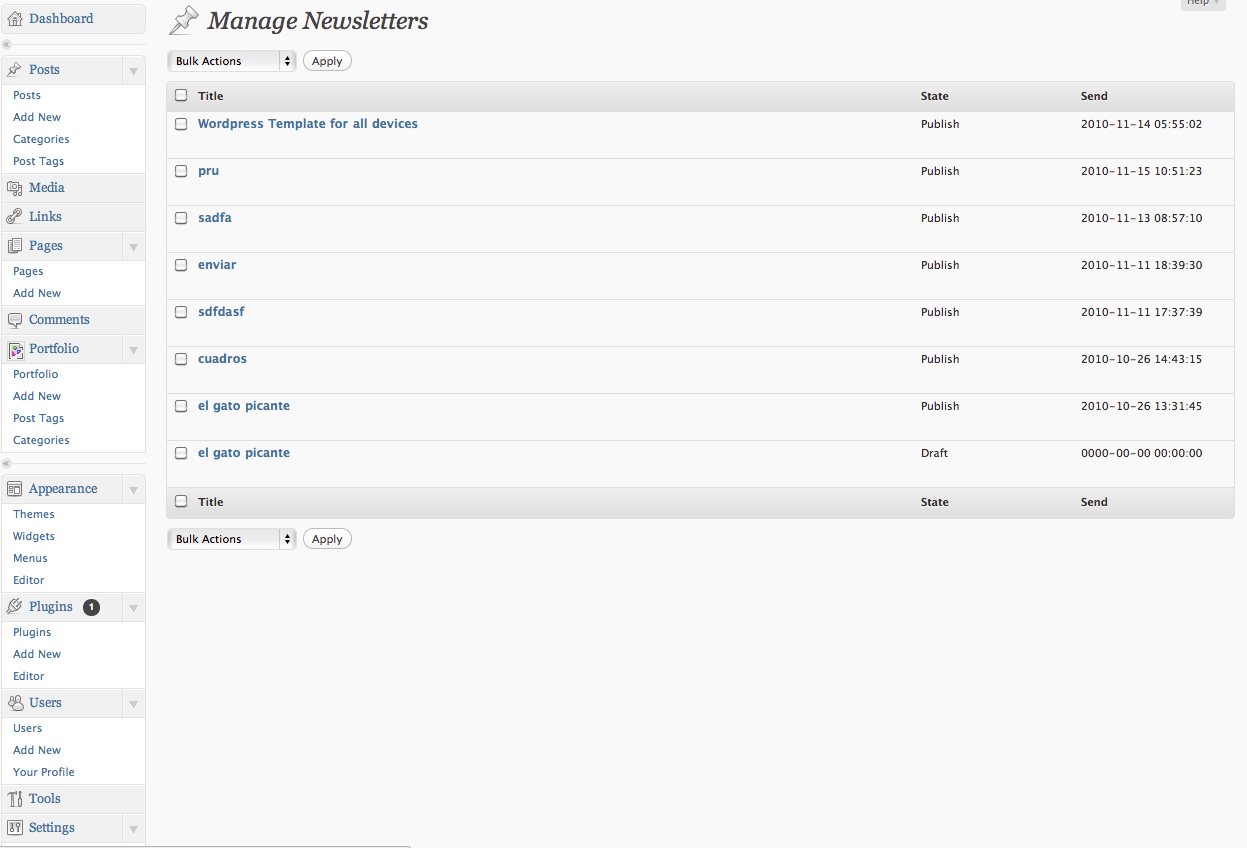 Dashboard
Posts
Posts
Add New
Categories
Post Tags
Media
Links
Pages
Pages
Add New
Comments
Portfolio
Portfolio
Add New
Post Tags
Categories
Appearance
Themes
Widgets
Menus
Editor
Plugins 1
Plugins
Add New
Editor
Users
Users
Add New
Your Profile
Tools
Settings
Help
Manage Newsletters
Bulk Actions Apply
Title State Send
Wordpress Template for all devices Publish 2010-11-14 05:55:02
pru Publish 2010-11-15 10:51:23
sadfa Publish 2010-11-13 08:57:10
enviar Publish 2010-11-11 18:39:30
sdfdasf Publish 2010-11-11 17:37:39
cuadros Publish 2010-10-26 14:43:15
el gato picante Publish 2010-10-26 13:31:45
el gato picante Draft 0000-00-00 00:00:00
Title State Send
Bulk Actions Apply